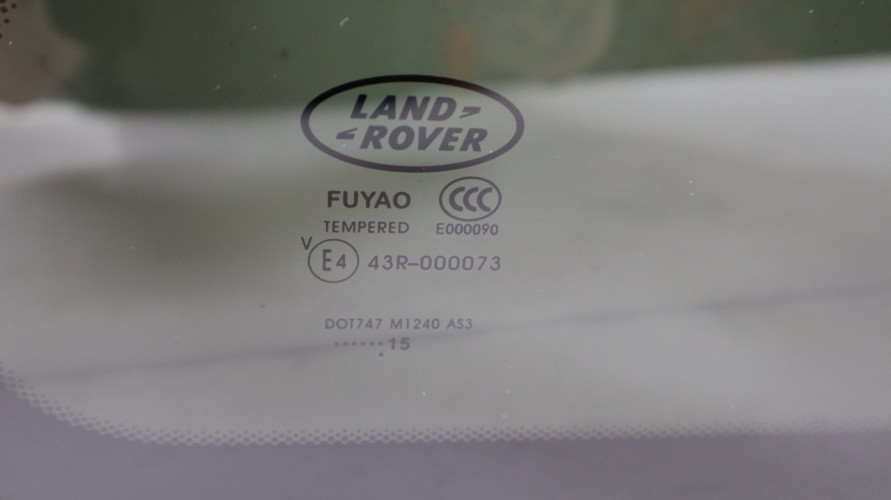 LAND
ROVER
FUYAO CCC
TEMPERED E000090
V
E4 43R-000073
DOT747 M1240 AS3
······.15